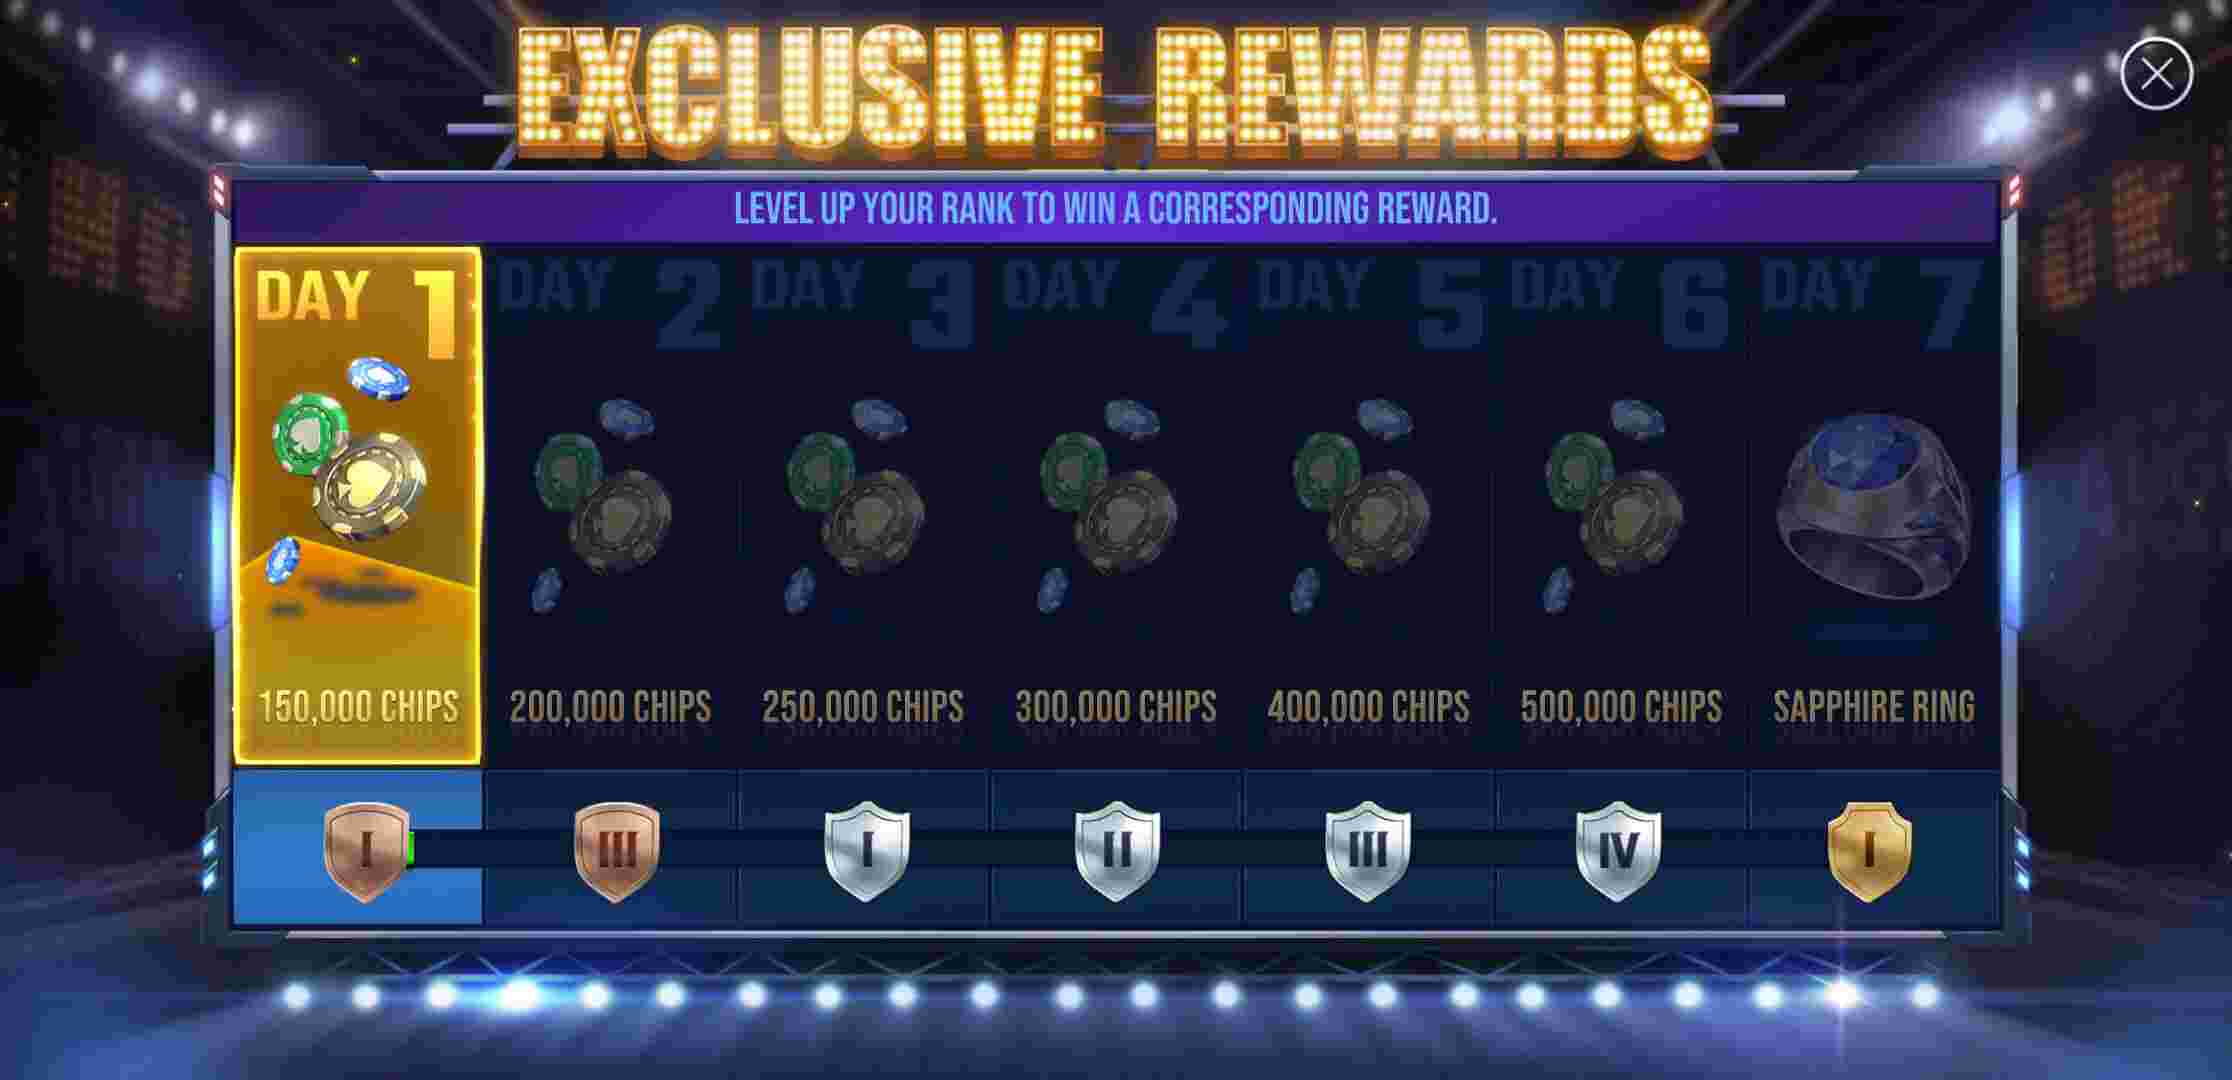 EXCLUSIVE REWARDS
LEVEL UP YOUR RANK TO WIN A CORRESPONDING REWARD.
DAY 1
DAY 2
DAY 3
DAY 4
DAY 5
DAY 6
DAY 7
150,000 CHIPS
200,000 CHIPS
250,000 CHIPS
300,000 CHIPS
400,000 CHIPS
500,000 CHIPS
SAPPHIRE RING
I
III
I
II
III
IV
I